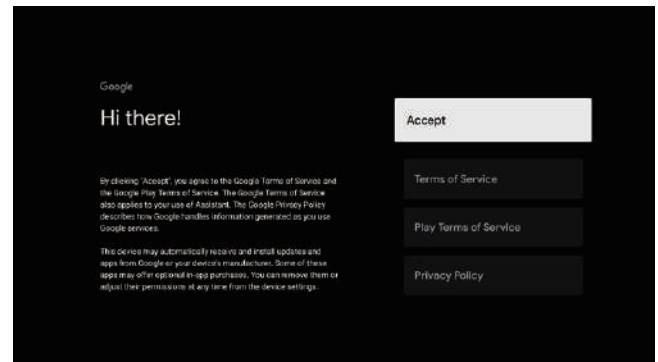 Google
Hi there!
By clicking "Accept", you agree to the Google Terms of Service and
the Google Play Terms of Service. The Google Terms of Service
also applies to your use of Assistant. The Google Privacy Policy
describes how Google handles information generated as you use
Google services.
This device may automatically receive and install updates and
apps from Google or your device's manufacturer. Some of these
apps may offer optional in-app purchases. You can remove them or
adjust their permissions at any time from the device settings.
Accept
Terms of Service
Play Terms of Service
Privacy Policy